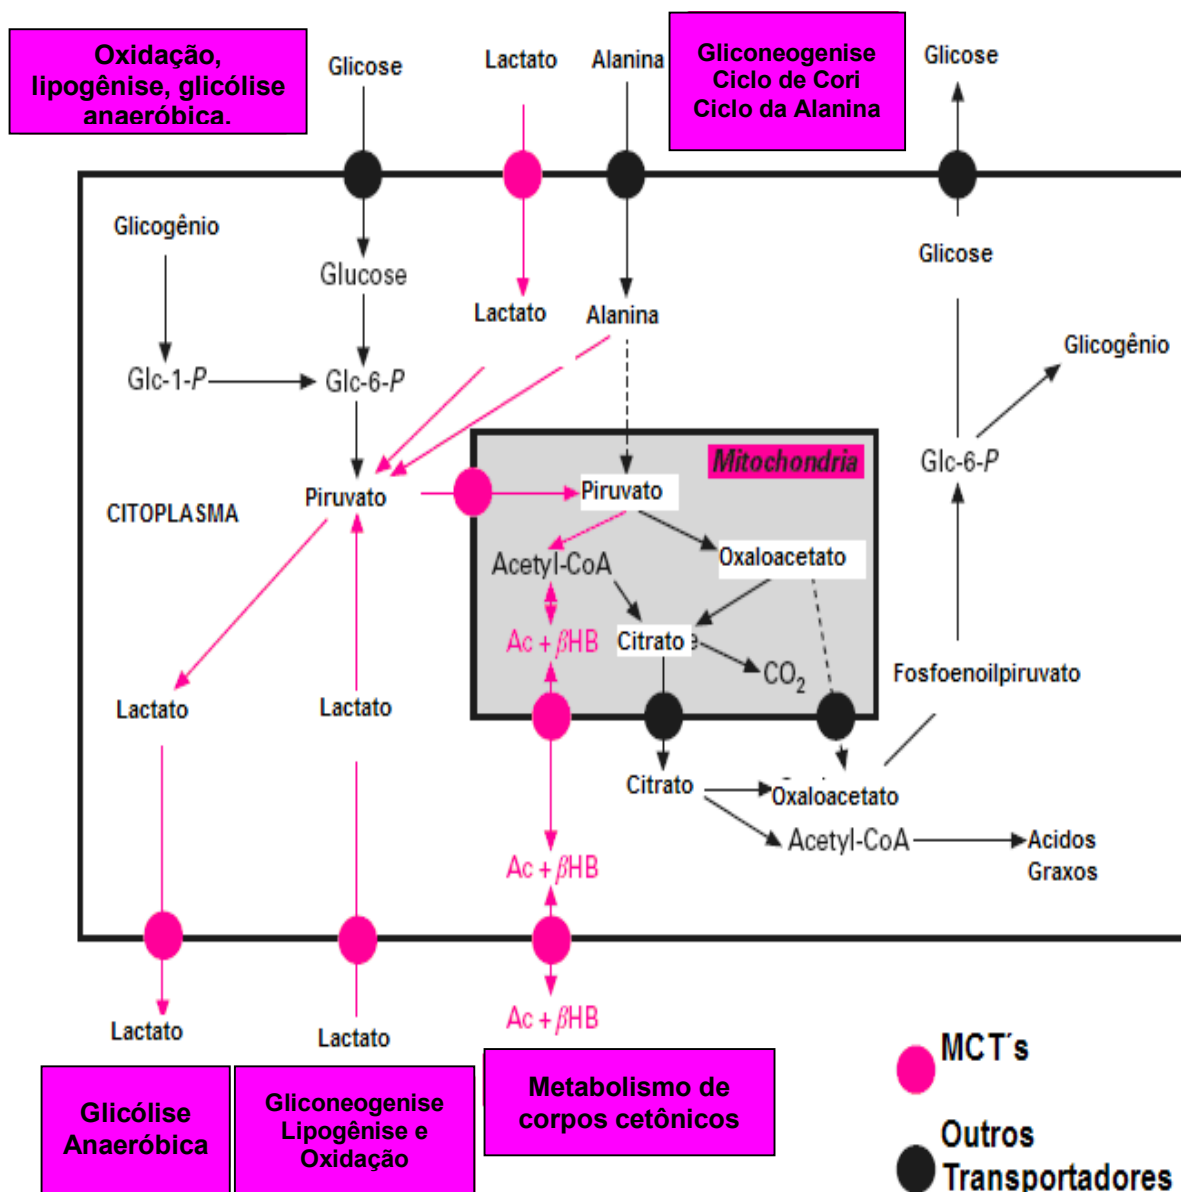 Oxidação,
lipogênise, glicólise
anaeróbica.
Glicose
Lactato
Alanina
Gliconeogenise
Ciclo de Cori
Ciclo da Alanina
Glicose
Glicogênio
Glucose
Lactato
Alanina
Glicose
Glicogênio
Glc-1-P
Glc-6-P
Glc-6-P
Mitochondria
Piruvato
Piruvato
CITOPLASMA
Acetyl-CoA
Oxaloacetato
Ac + βHB
Citrato
CO2
Fosfoenoilpiruvato
Lactato
Lactato
Citrato
Oxaloacetato
Acetyl-CoA
Acidos
Graxos
Ac + βHB
Lactato
Lactato
Ac + βHB
Glicólise
Anaeróbica
Gliconeogenise
Lipogênise e
Oxidação
Metabolismo de
corpos cetônicos
MCT´s
Outros
Transportadores